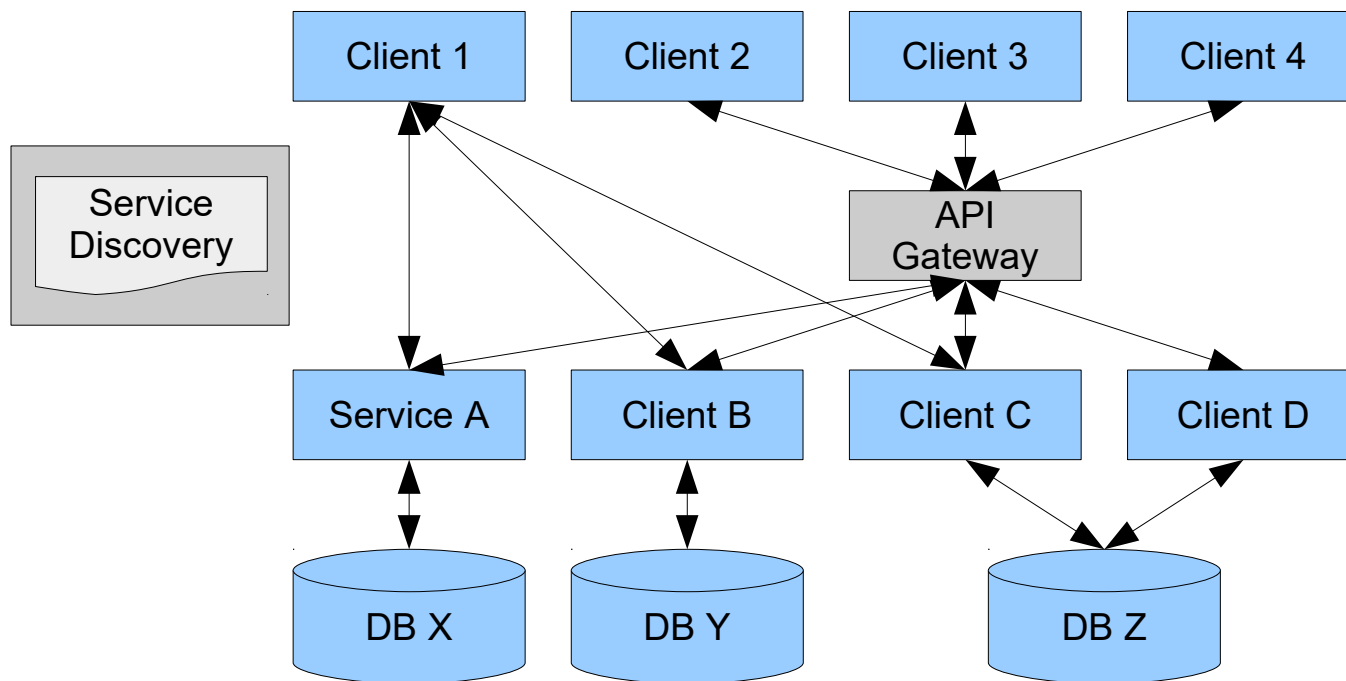 Client 1
Client 2
Client 3
Client 4
Service
Discovery
API
Gateway
Service A
Client B
Client C
Client D
DB X
DB Y
DB Z